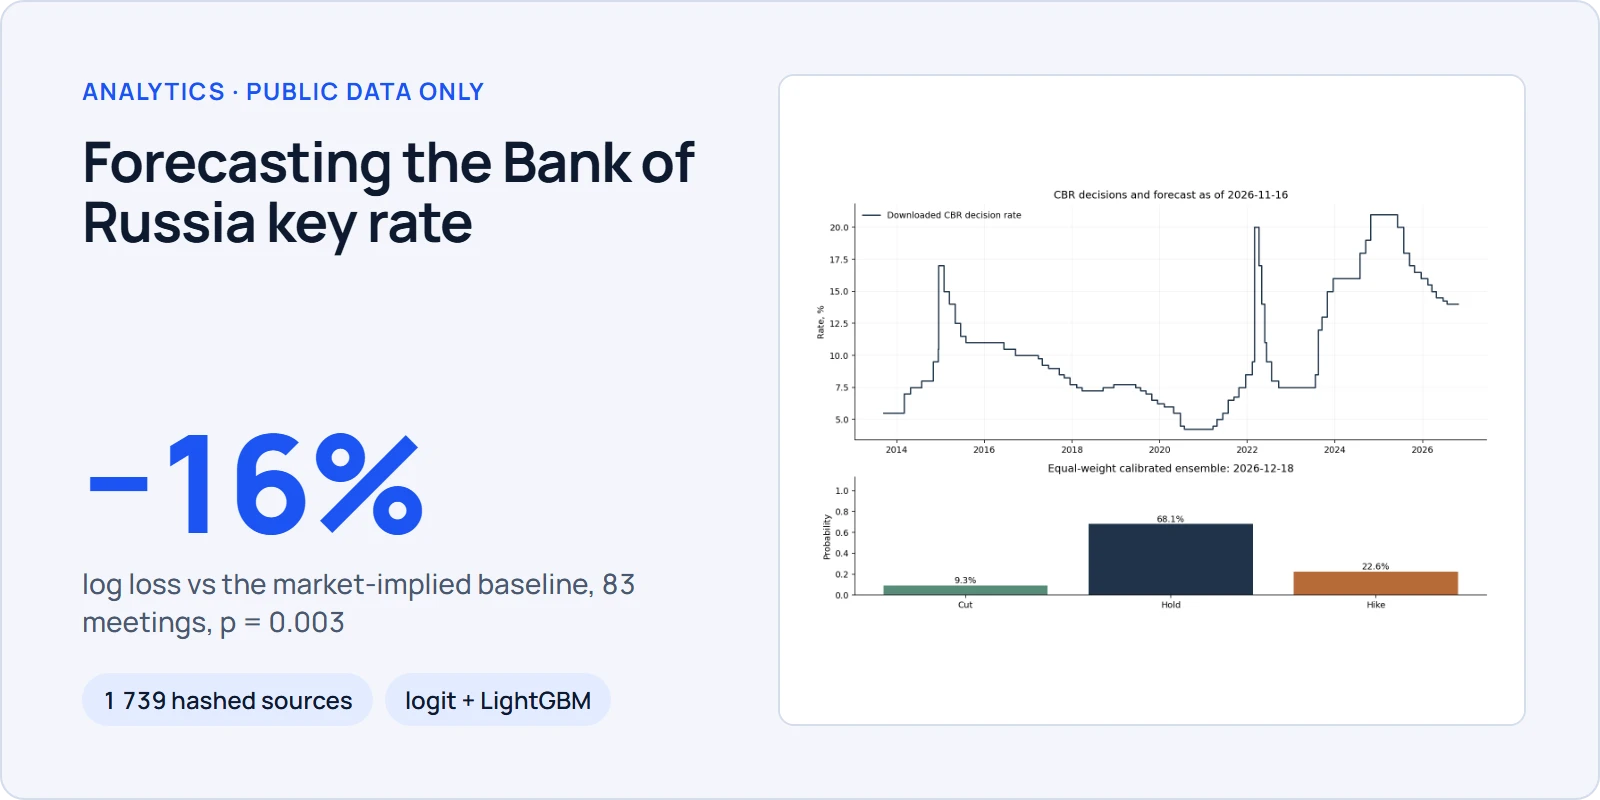 ANALYTICS · PUBLIC DATA ONLY
Forecasting the Bank of
Russia key rate
−16%
log loss vs the market-implied baseline, 83
meetings, p = 0.003
1 739 hashed sources
logit + LightGBM
CBR decisions and forecast as of 2026-11-16
Downloaded CBR decision rate
Rate, %
20.0
17.5
15.0
12.5
10.0
7.5
5.0
2014 2016 2018 2020 2022 2024 2026
Equal-weight calibrated ensemble: 2026-12-18
Probability
1.0
0.8
0.6
0.4
0.2
0.0
9.3%
68.1%
22.6%
Cut Hold Hike